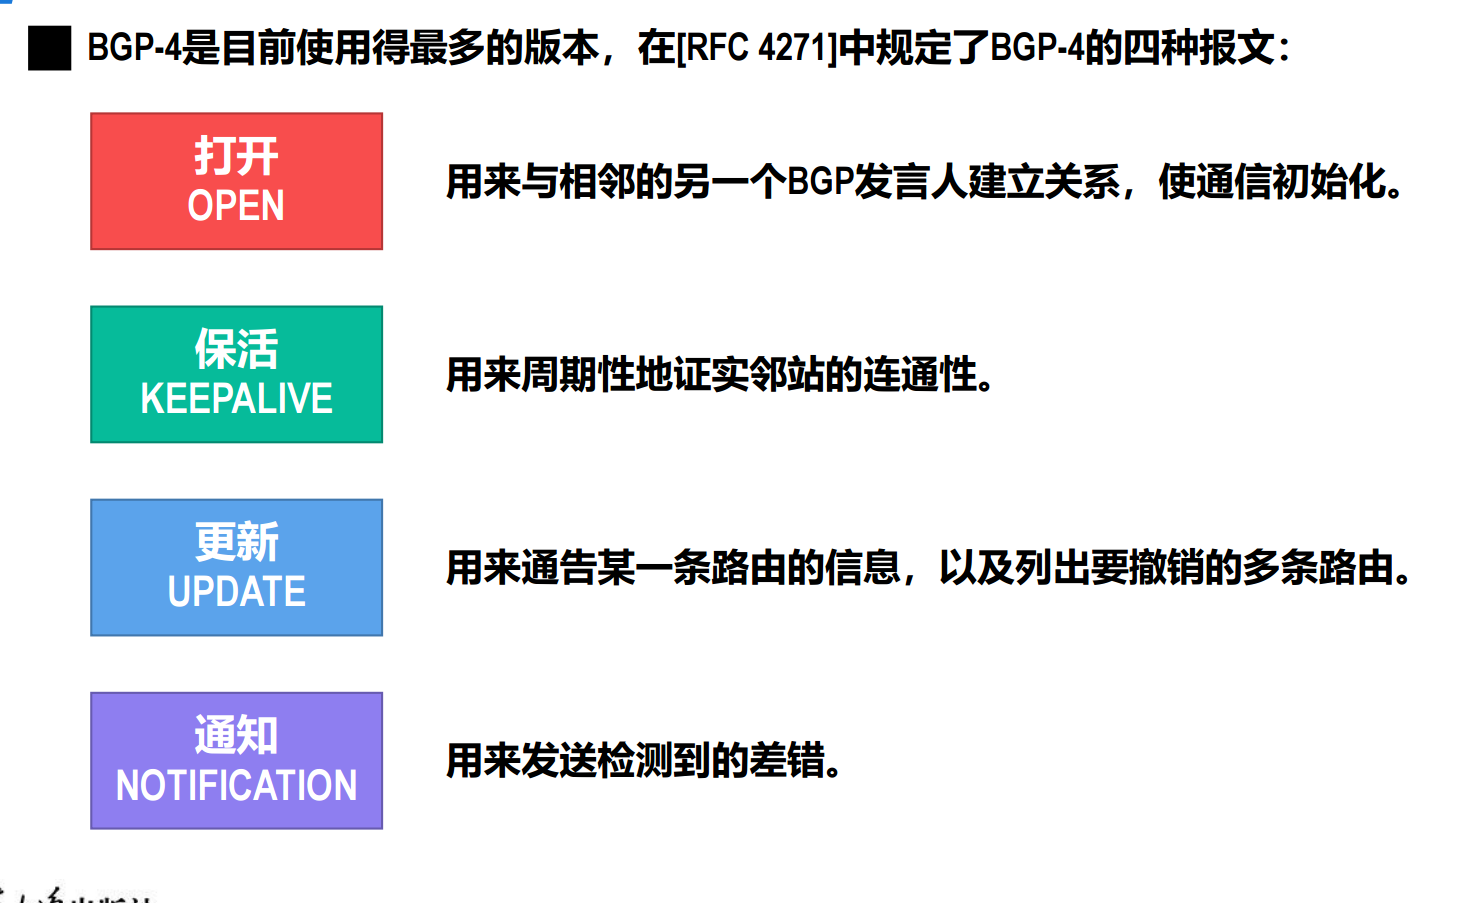 BGP-4是目前使用得最多的版本，在[RFC 4271]中规定了BGP-4的四种报文：
打开
OPEN
用来与相邻的另一个BGP发言人建立关系，使通信初始化。
保活
KEEPALIVE
用来周期性地证实邻站的连通性。
更新
UPDATE
用来通告某一条路由的信息，以及列出要撤销的多条路由。
通知
NOTIFICATION
用来发送检测到的差错。